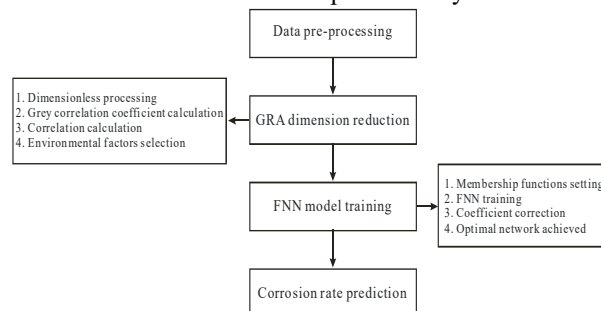 Data pre-processing
1. Dimensionless processing
2. Grey correlation coefficient calculation
3. Correlation calculation
4. Environmental factors selection
GRA dimension reduction
FNN model training
1. Membership functions setting
2. FNN training
3. Coefficient correction
4. Optimal network achieved
Corrosion rate prediction